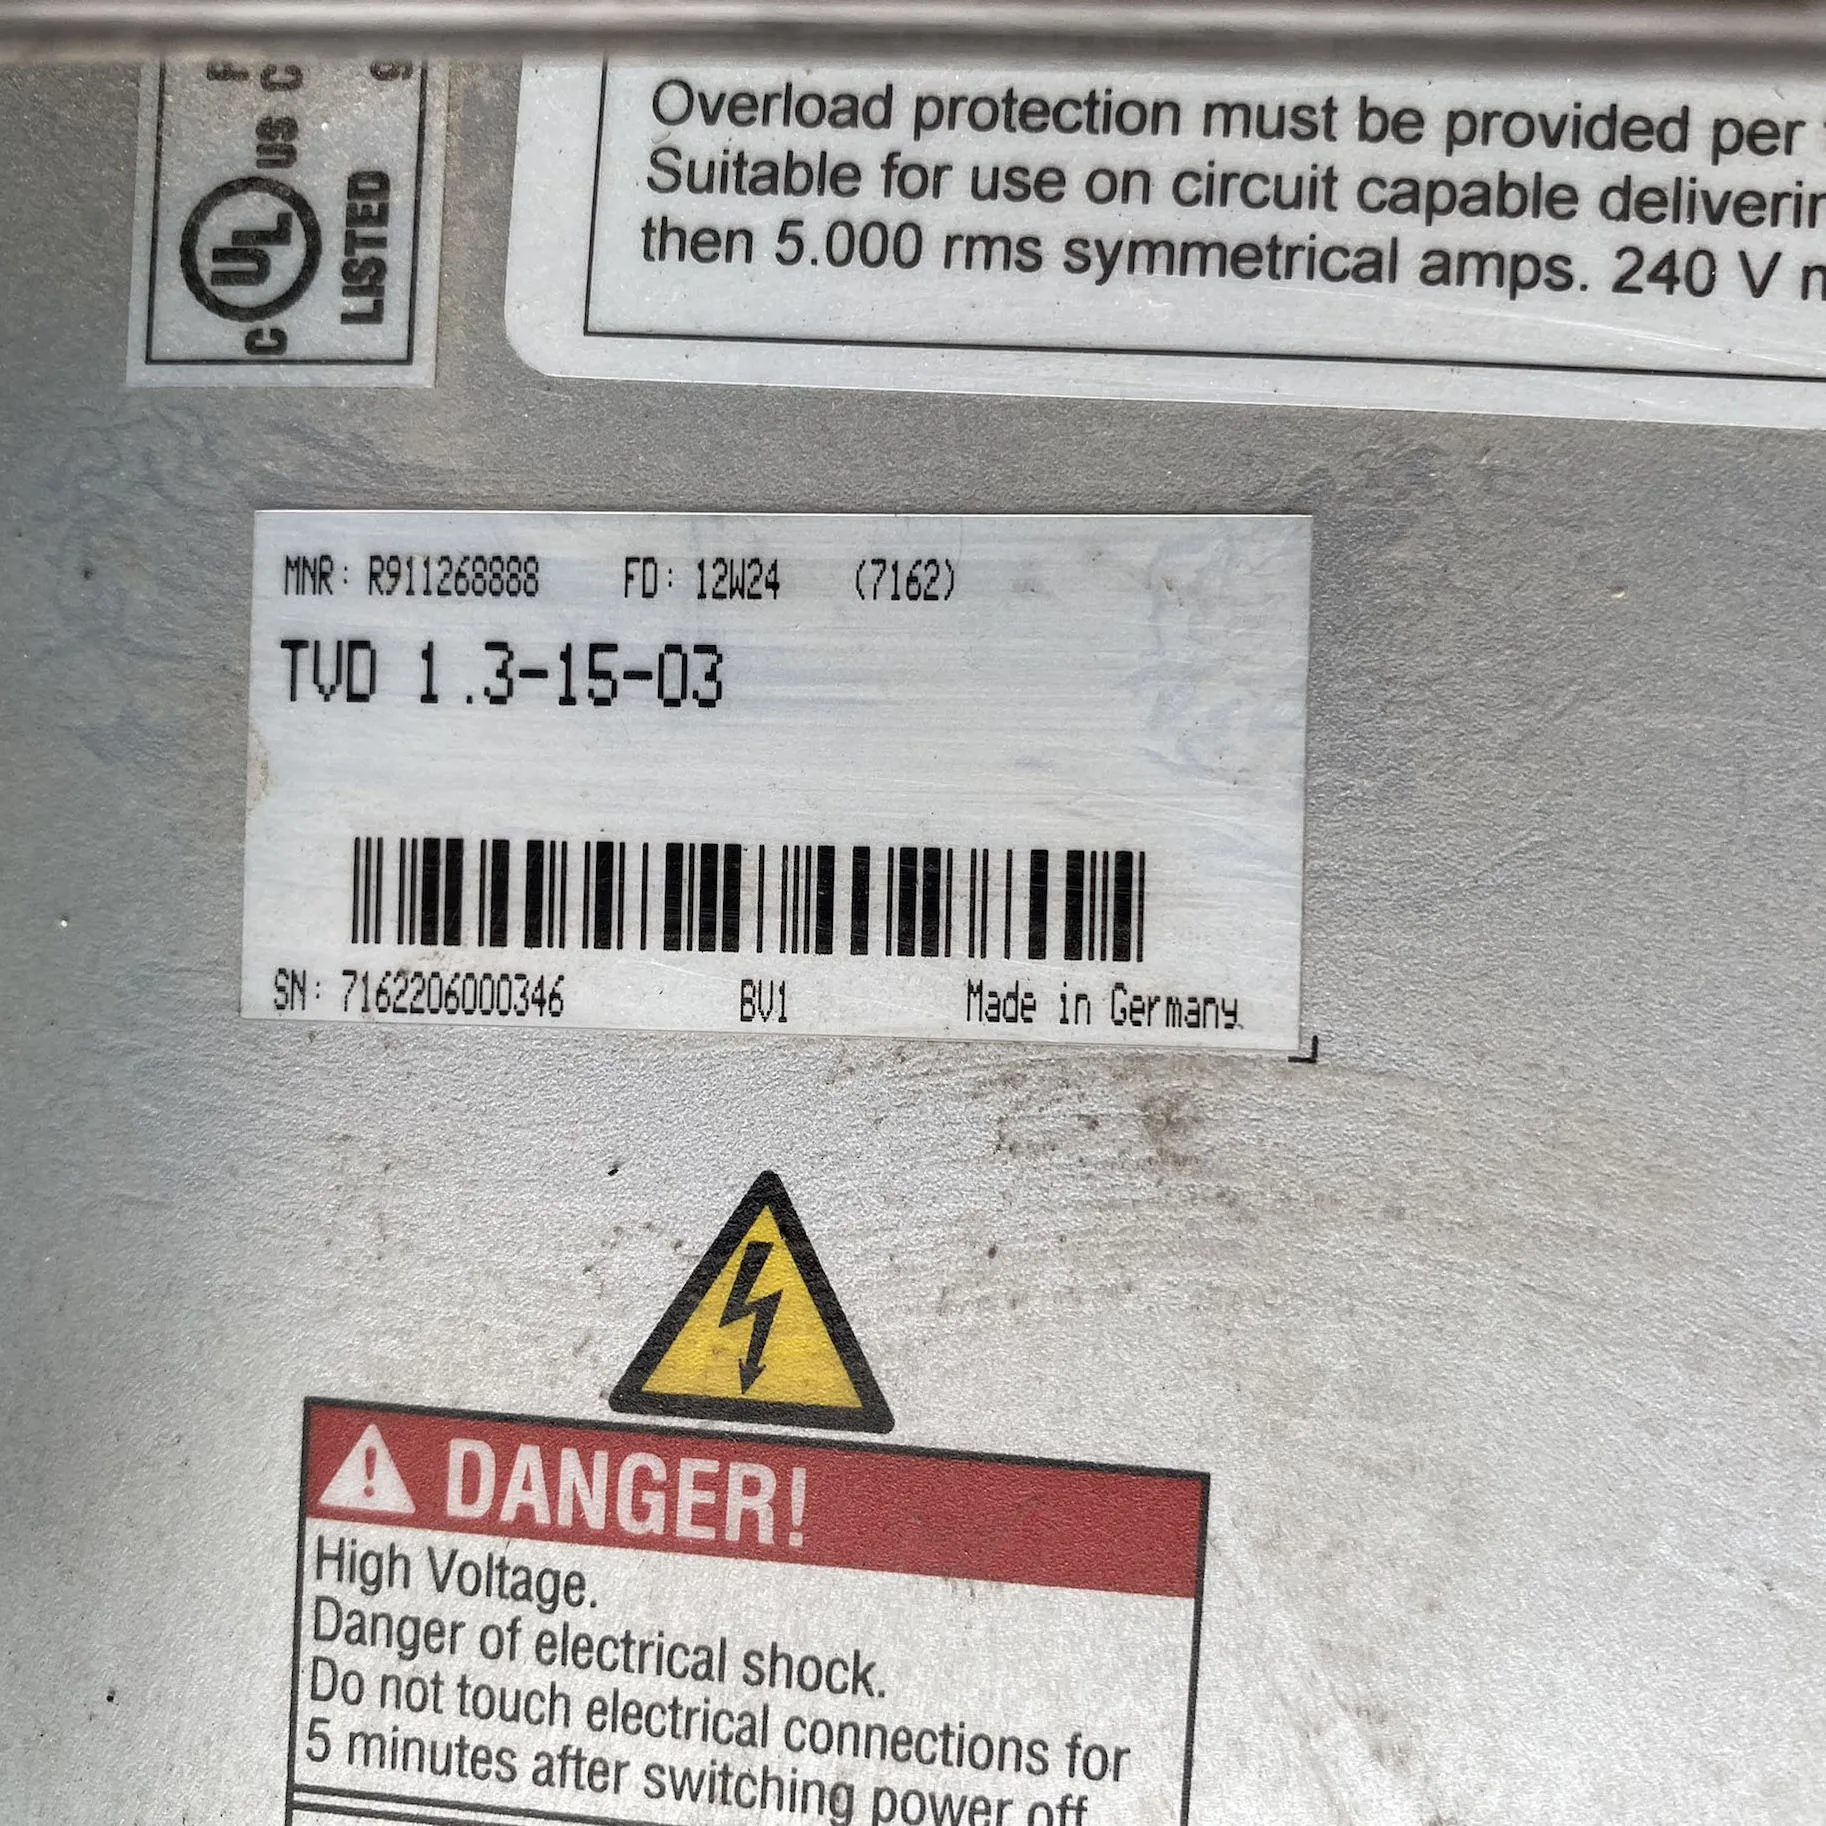 C UL US
LISTED
Overload protection must be provided per
Suitable for use on circuit capable
then 5.000 rms symmetrical amps. 240 V
MNR: R911268888 FD: 12W24 (7162)
TVD 1.3-15-03
SN: 7162206000346 BV1 Made in Germany
DANGER!
High Voltage.
Danger of electrical shock.
Do not touch electrical connections for
5 minutes after switching power off